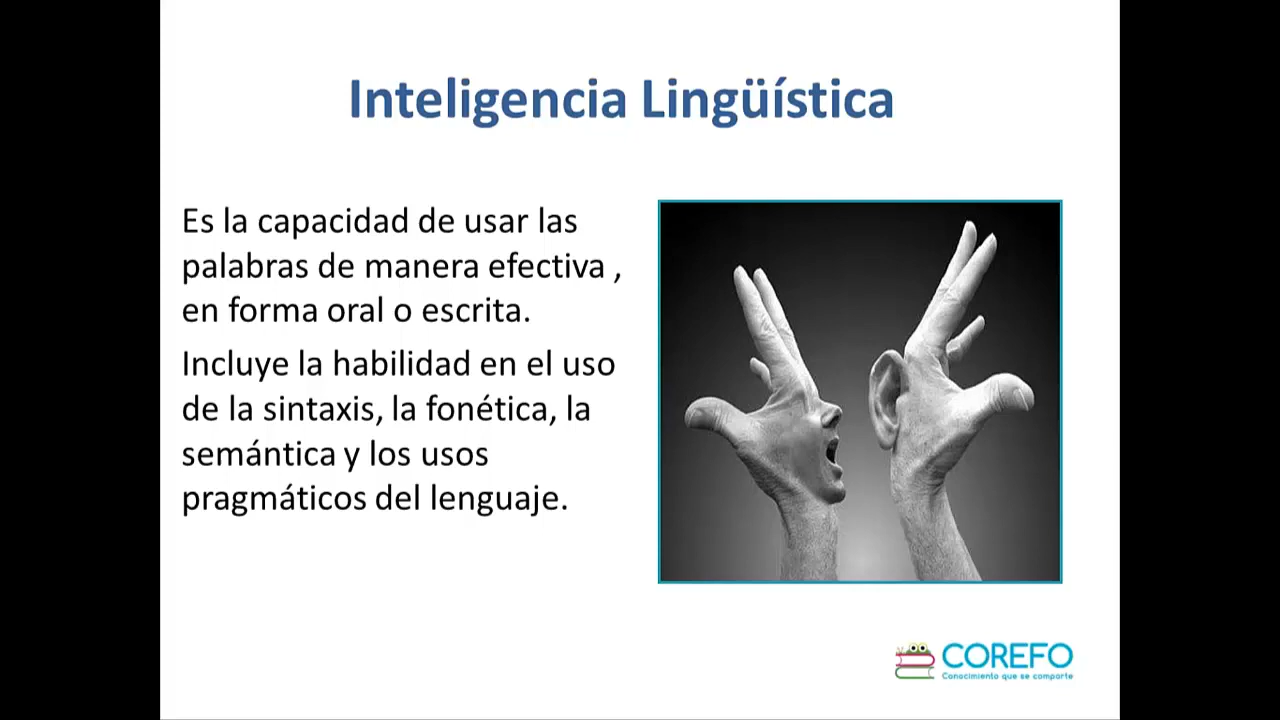 Inteligencia Lingüística
Es la capacidad de usar las
palabras de manera efectiva ,
en forma oral o escrita.
Incluye la habilidad en el uso
de la sintaxis, la fonética, la
semántica y los usos
pragmáticos del lenguaje.
COREFO
Conocimiento que se comparte